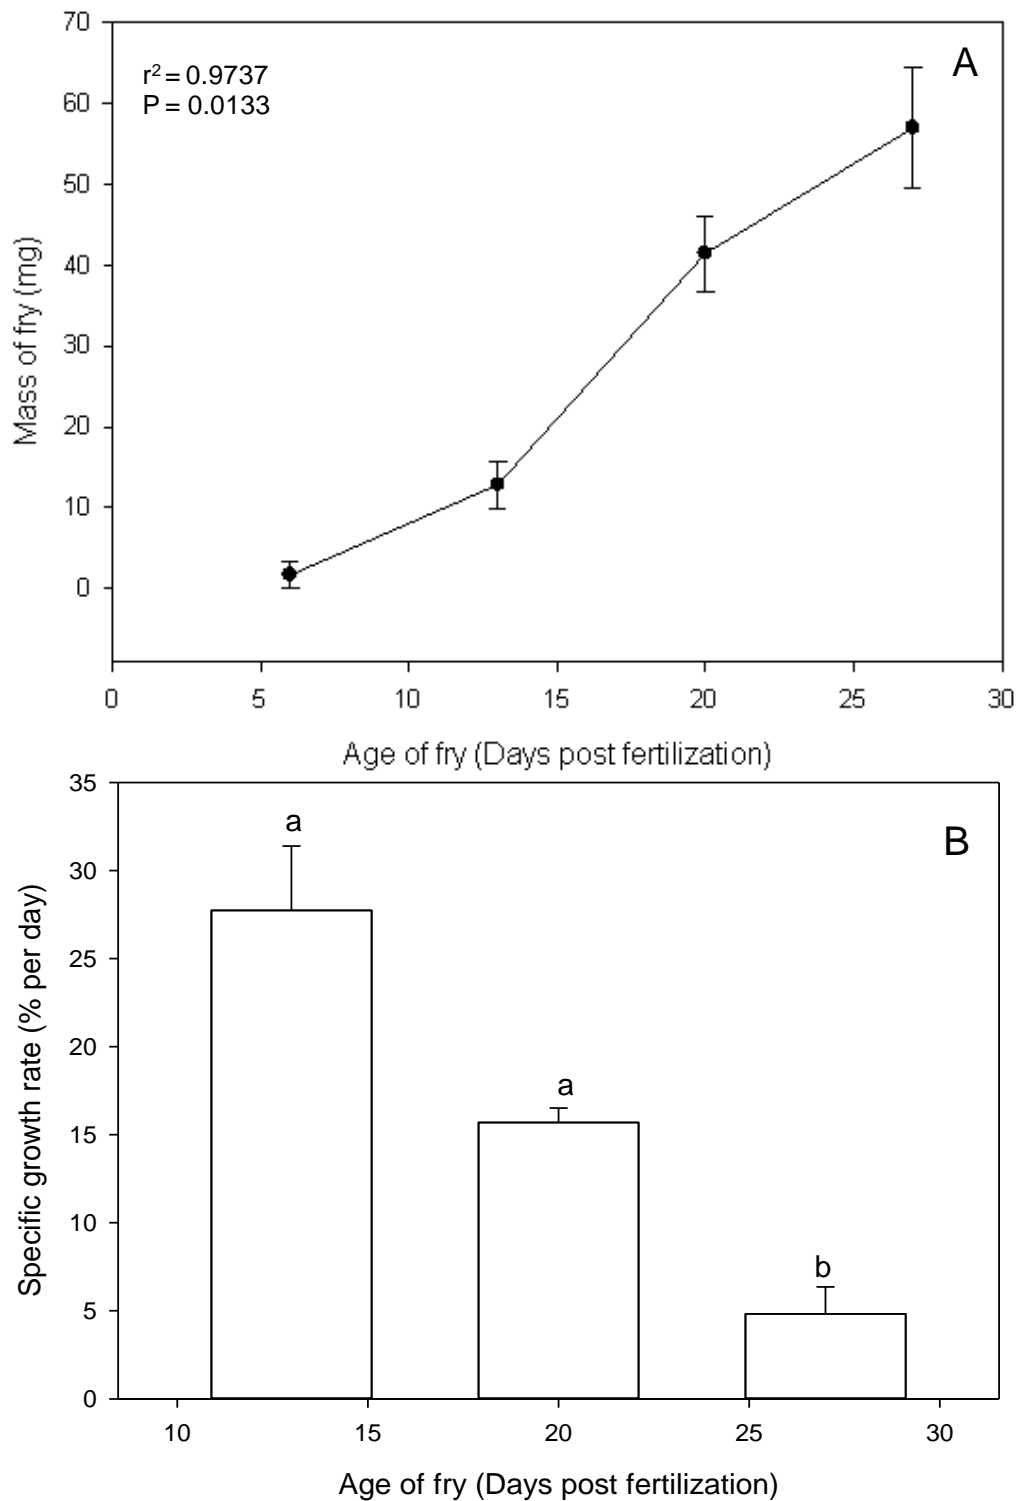 70
A
r² = 0.9737
P = 0.0133
60
50
40
30
20
10
0
Mass of fry (mg)
0 5 10 15 20 25 30
Age of fry (Days post fertilization)
35
a
B
30
25
20
a
15
10
b
5
0
Specific growth rate (% per day)
10 15 20 25 30
Age of fry (Days post fertilization)